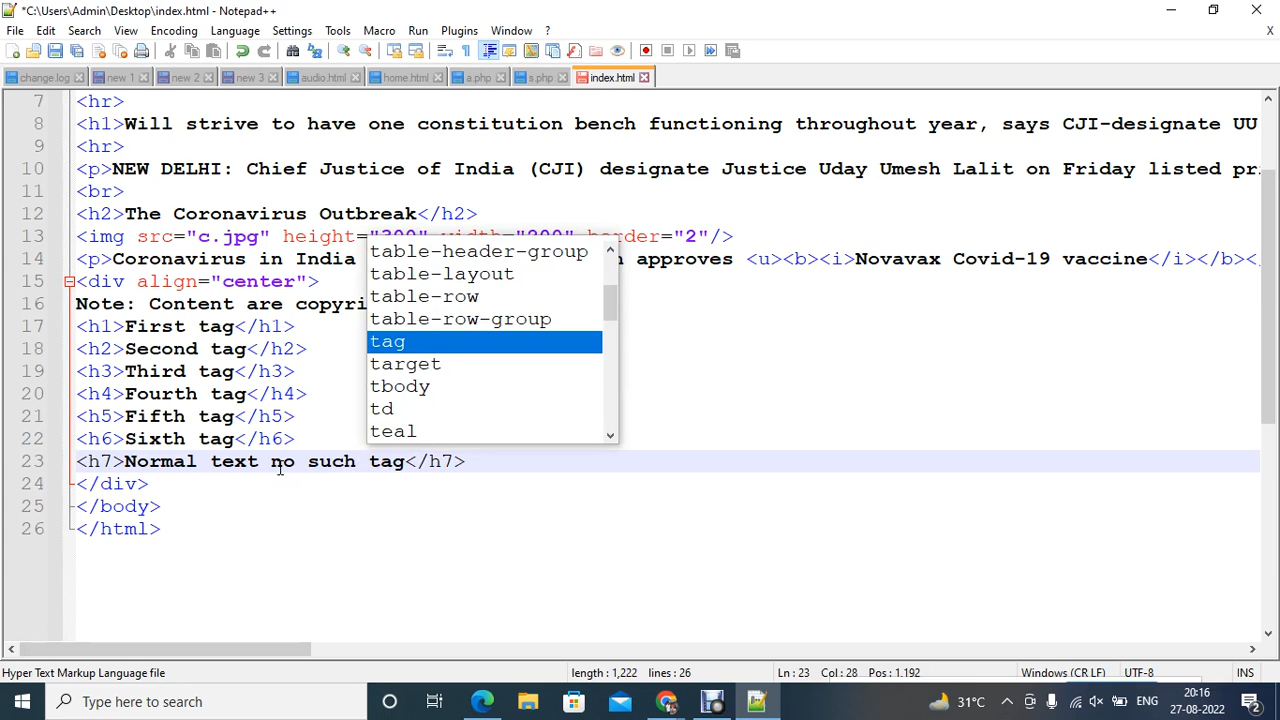 *C:\Users\Admin\Desktop\index.html - Notepad++
File Edit Search View Encoding Language Settings Tools Macro Run Plugins Window ? X
change.log new 1 new 2 new 3 audio.html home.html a.php s.php index.html
7 <hr>
8 <h1>Will strive to have one constitution bench functioning throughout year, says CJI-designate UU
9 <hr>
10 <p>NEW DELHI: Chief Justice of India (CJI) designate Justice Uday Umesh Lalit on Friday listed pr
11 <br>
12 <h2>The Coronavirus Outbreak</h2>
13 <img src="c.jpg" height="300" width="200" border="2"/>
14 <p>Coronavirus in India approves <u><b><i>Novavax Covid-19 vaccine</i></b><
15 <div align="center">
16 Note: Content are copyri
17 <h1>First tag</h1>
18 <h2>Second tag</h2>
19 <h3>Third tag</h3>
20 <h4>Fourth tag</h4>
21 <h5>Fifth tag</h5>
22 <h6>Sixth tag</h6>
23 <h7>Normal text no such tag</h7>
24 </div>
25 </body>
26 </html>
table-header-group
table-layout
table-row
table-row-group
tag
target
tbody
td
teal
Hyper Text Markup Language file length : 1,222 lines : 26 Ln : 23 Col : 28 Pos : 1.192 Windows (CR LF) UTF-8 INS
Type here to search 31°C ENG 20:16
27-08-2022 2